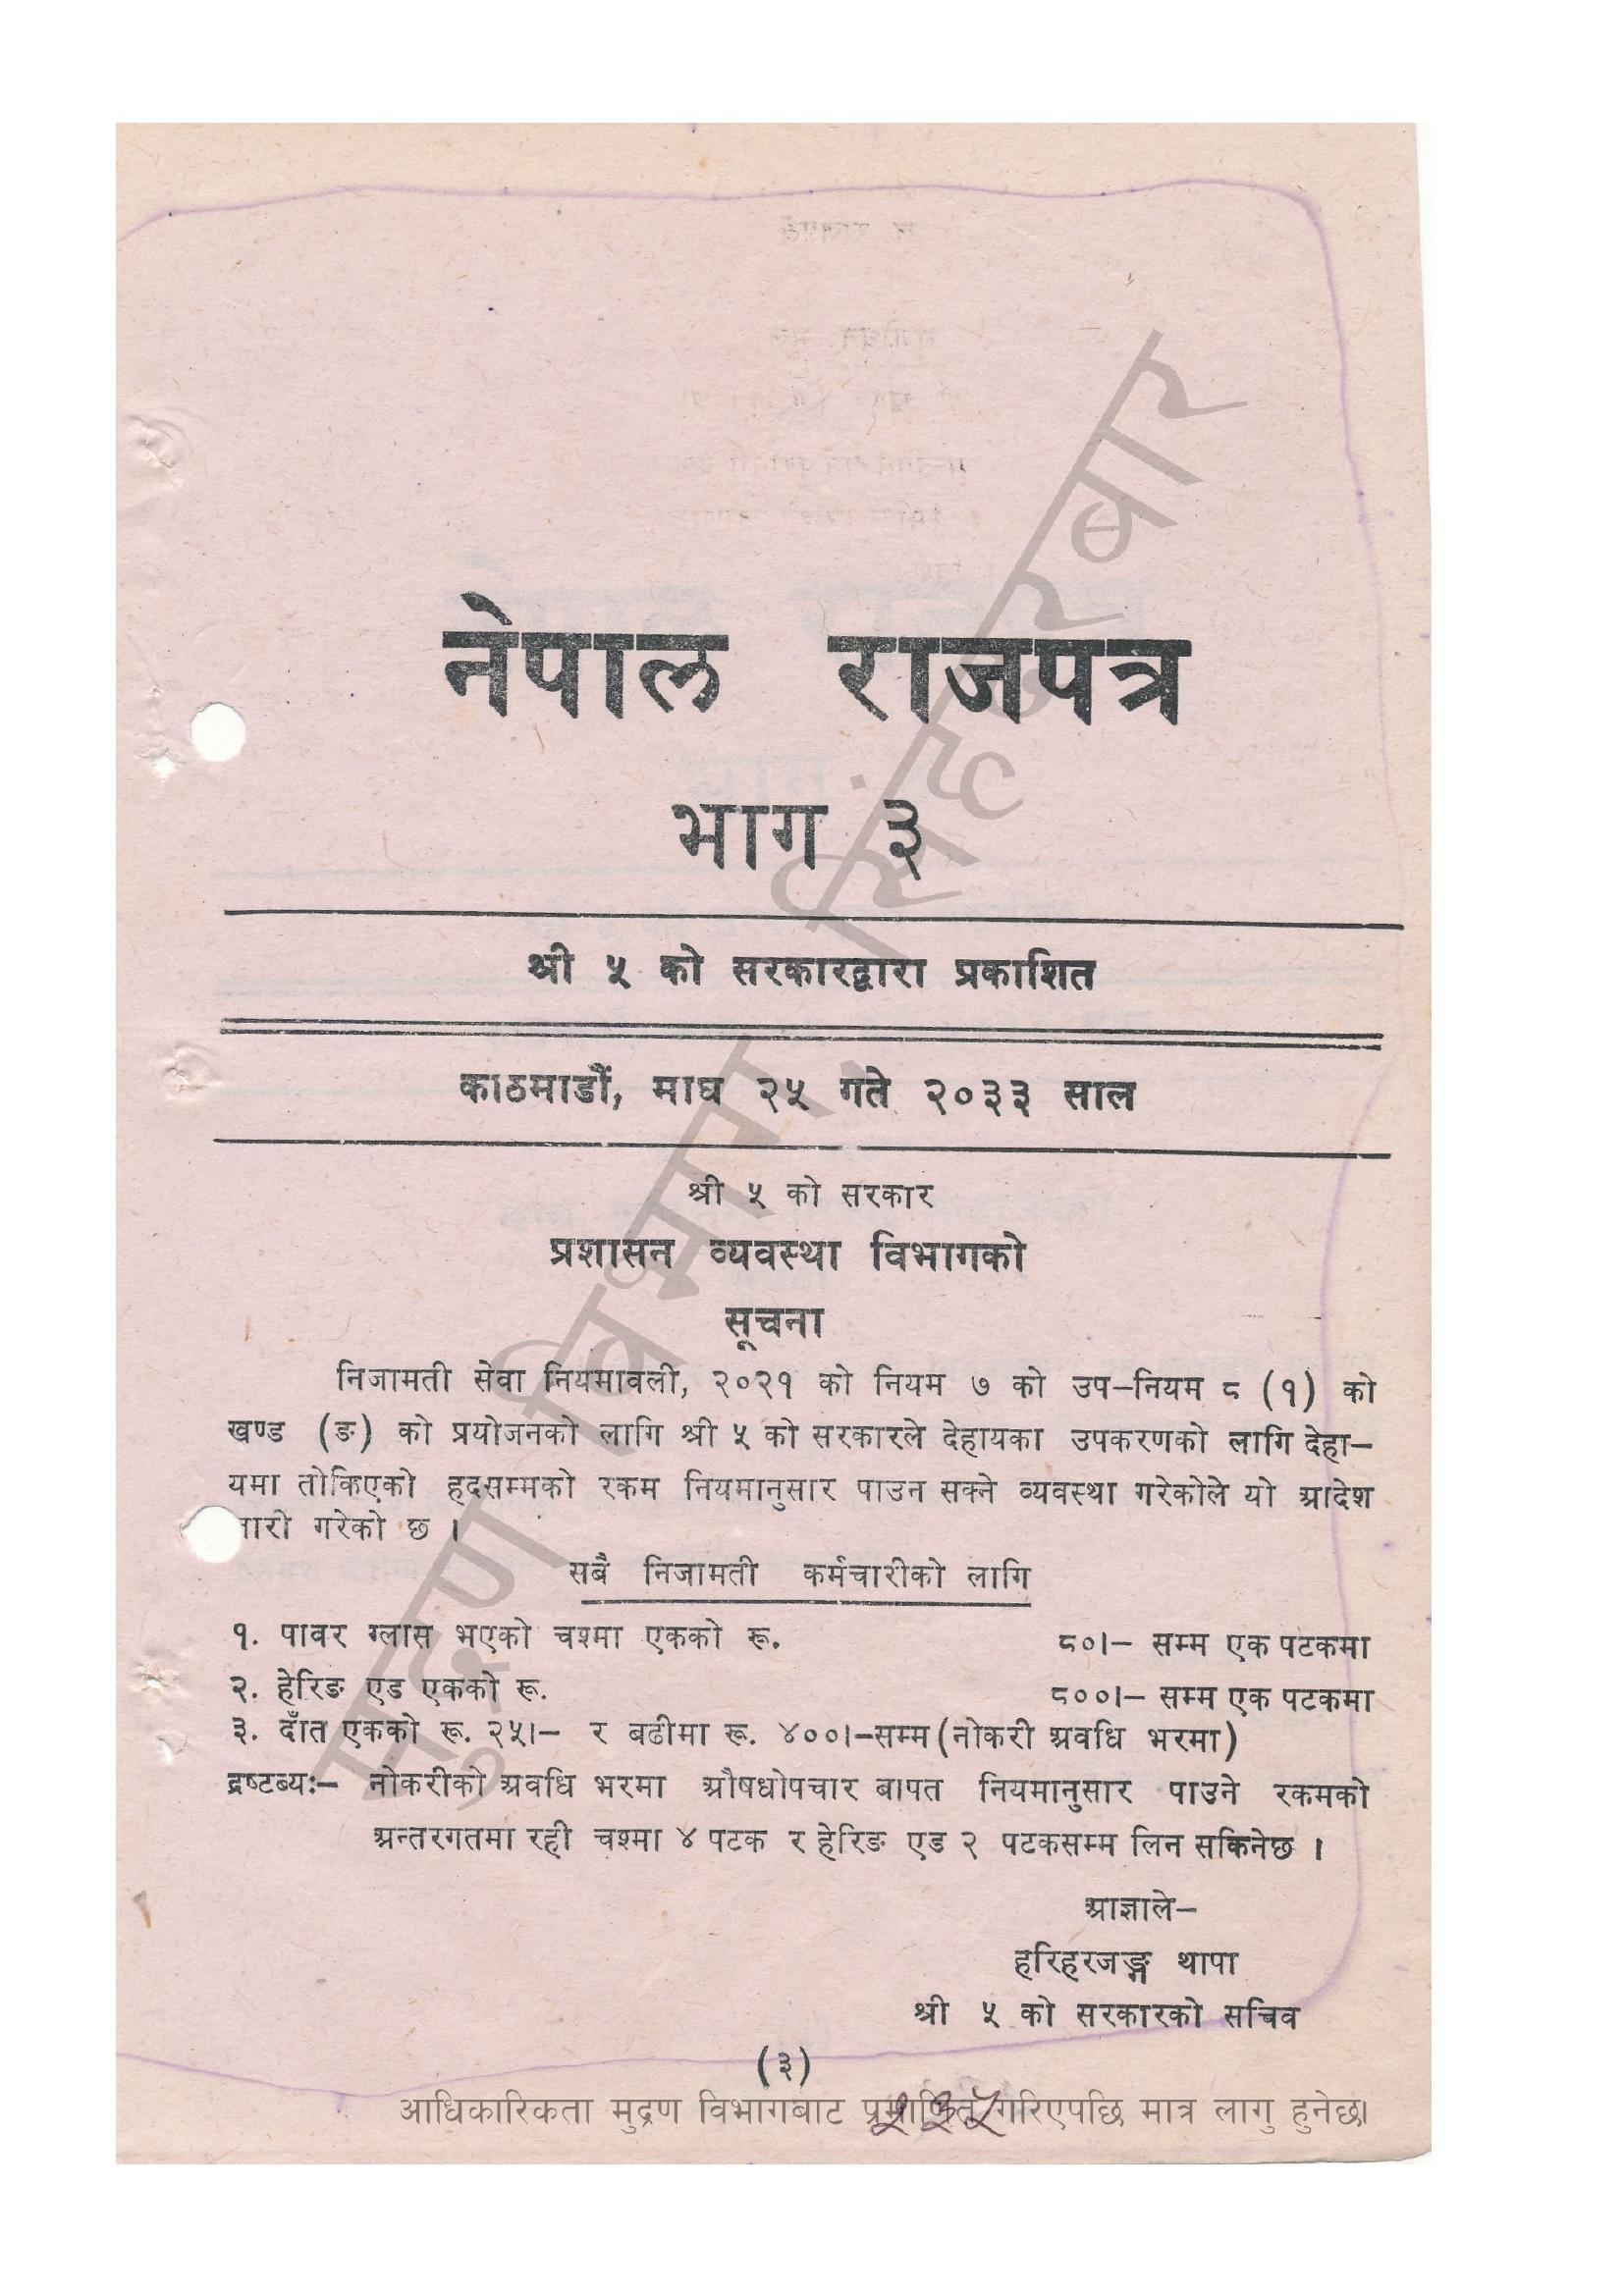 नेपाल राजपत्र
भाग ३
श्री ५ को सरकारद्वारा प्रकाशित
काठमाडौं, माघ २५ गते २०३३ साल
श्री ५ को सरकार
प्रशासन व्यवस्था विभागको
सूचना
निजामती सेवा नियमावली, २०२१ को नियम ७ को उप-नियम ८ (१) को
खण्ड (ङ) को प्रयोजनको लागि श्री ५ को सरकारले देहायका उपकरणको लागि देहा-
यमा तोकिएको हदसम्मको रकम नियमानुसार पाउन सक्ने व्यवस्था गरेकोले यो आदेश
गरेको छ ।
सबै निजामती कर्मचारीको लागि
१. पावर ग्लास भएको चश्मा एकको रू. ८०।- सम्म एक पटकमा
२. हेरिङ एड एकको रू. ८००।- सम्म एक पटकमा
३. दाँत एकको रू. २५।- र बढीमा रू. ४००।-सम्म (नोकरी अवधि भरमा)
द्रष्टब्य:- नोकरीको अवधि भरमा औषधोपचार बापत नियमानुसार पाउने रकमको
अन्तरगतमा रही चश्मा ४ पटक र हेरिङ एड २ पटकसम्म लिन सकिनेछ ।
आज्ञाले-
हरिहरजङ्ग थापा
श्री ५ को सरकारको सचिव
(३)
आधिकारिकता मुद्रण विभागबाट प्रमाणित गरिएपछि मात्र लागु हुनेछ।
मुद्रण विभाग, सिंहदरबार